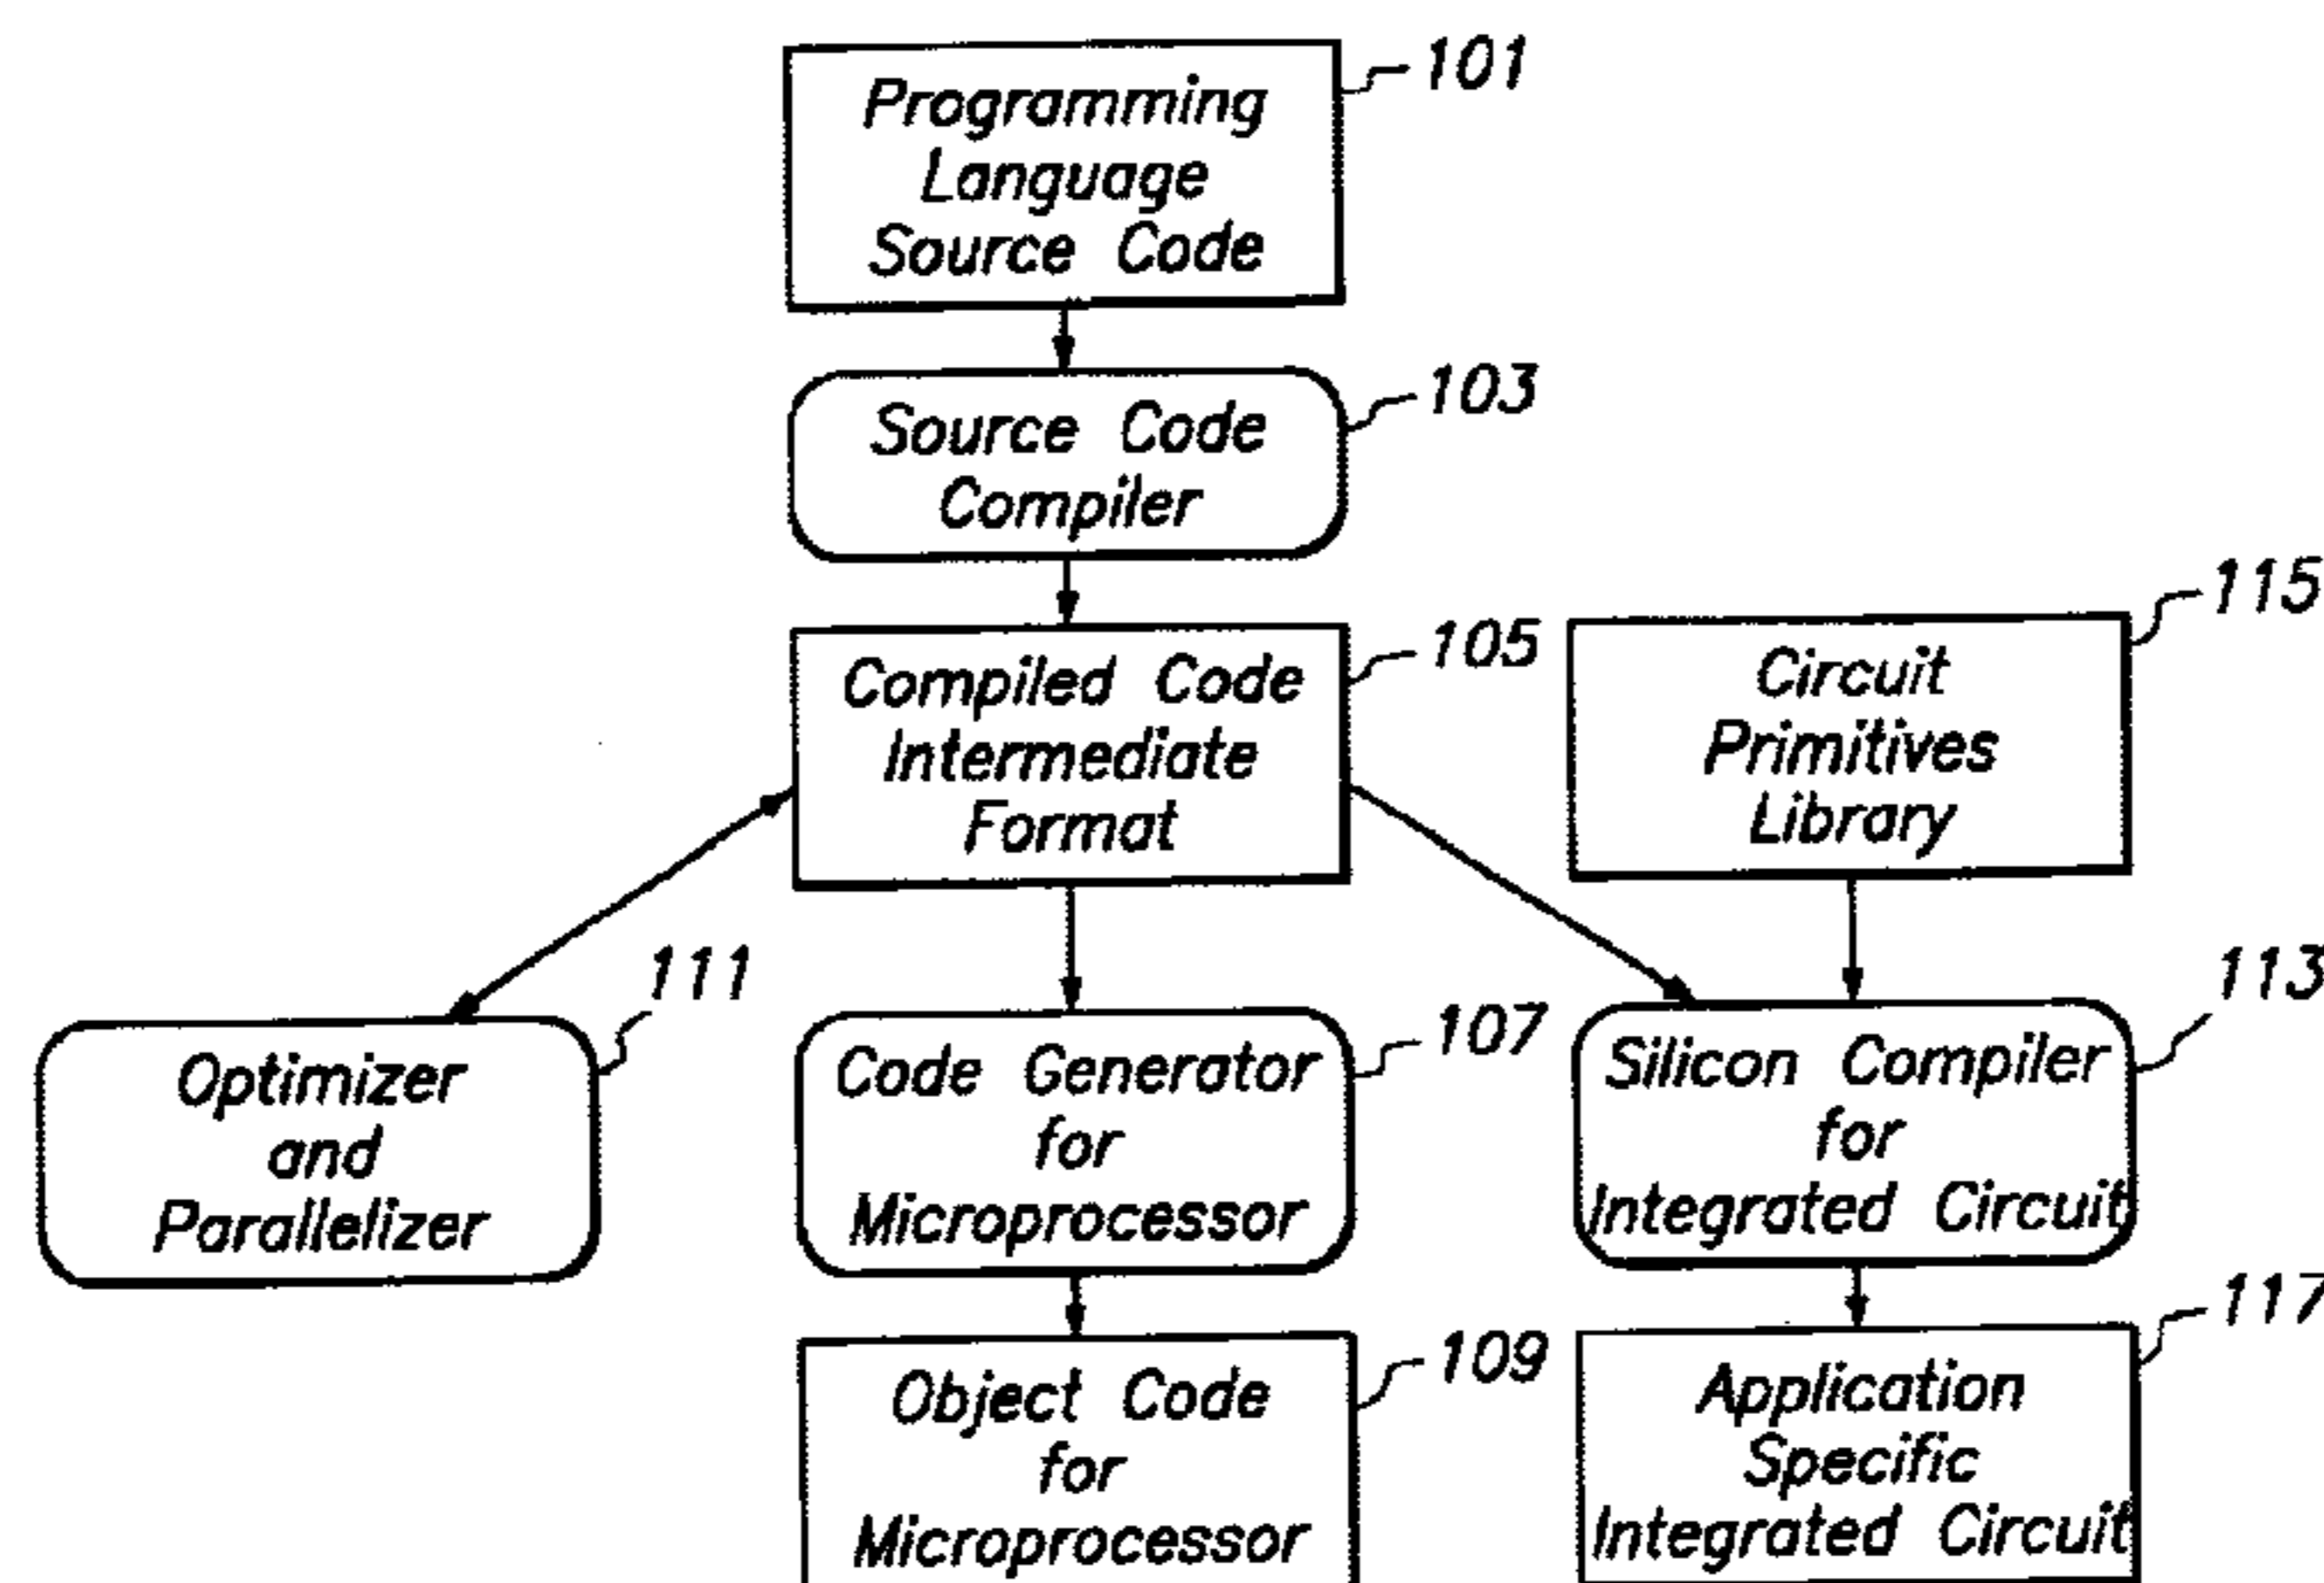 101
Programming
Language
Source Code
103
Source Code
Compiler
105
Compiled Code
Intermediate
Format
115
Circuit
Primitives
Library
111
Optimizer
and
Parallelizer
107
Code Generator
for
Microprocessor
113
Silicon Compiler
for
Integrated Circuit
109
Object Code
for
Microprocessor
117
Application
Specific
Integrated Circuit